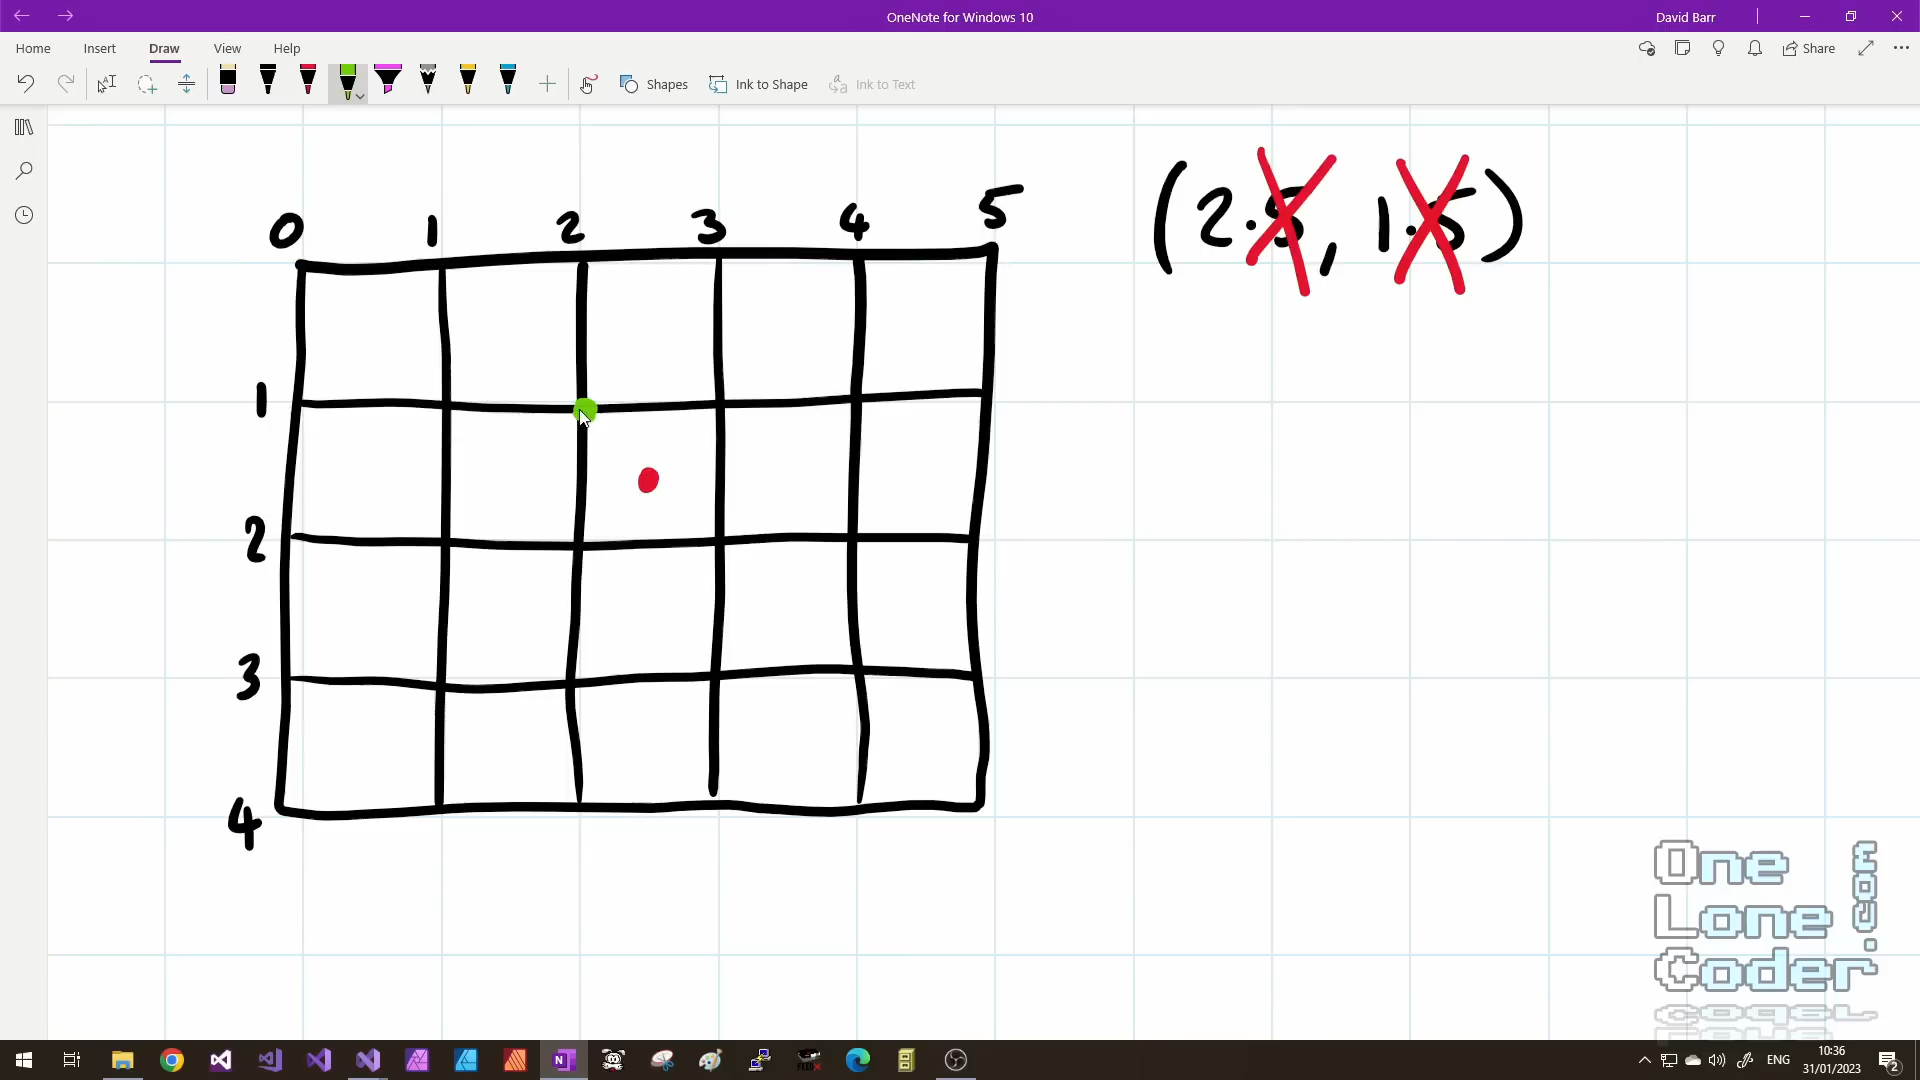 OneNote for Windows 10
David Barr
Home Insert Draw View Help
Share
Shapes
Ink to Shape
Ink to Text
(2.5, 1.5)
0 1 2 3 4 5
1
2
3
4
One
Lone
Coder.com
ENG
10:36
31/01/2023
2